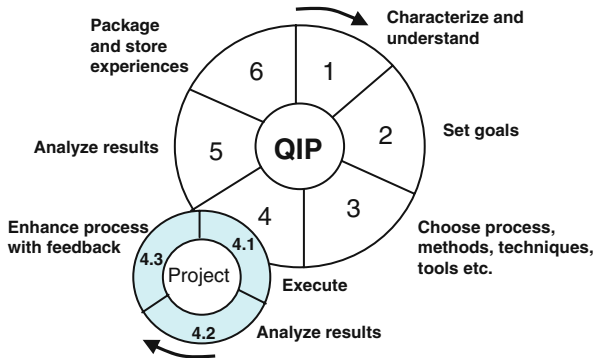 Package
and store
experiences
Characterize and
understand
6
1
Analyze results
5
QIP
2
Set goals
4
3
Enhance process
with feedback
4.1
4.3
Project
Choose process,
methods, techniques,
tools etc.
Execute
4.2
Analyze results